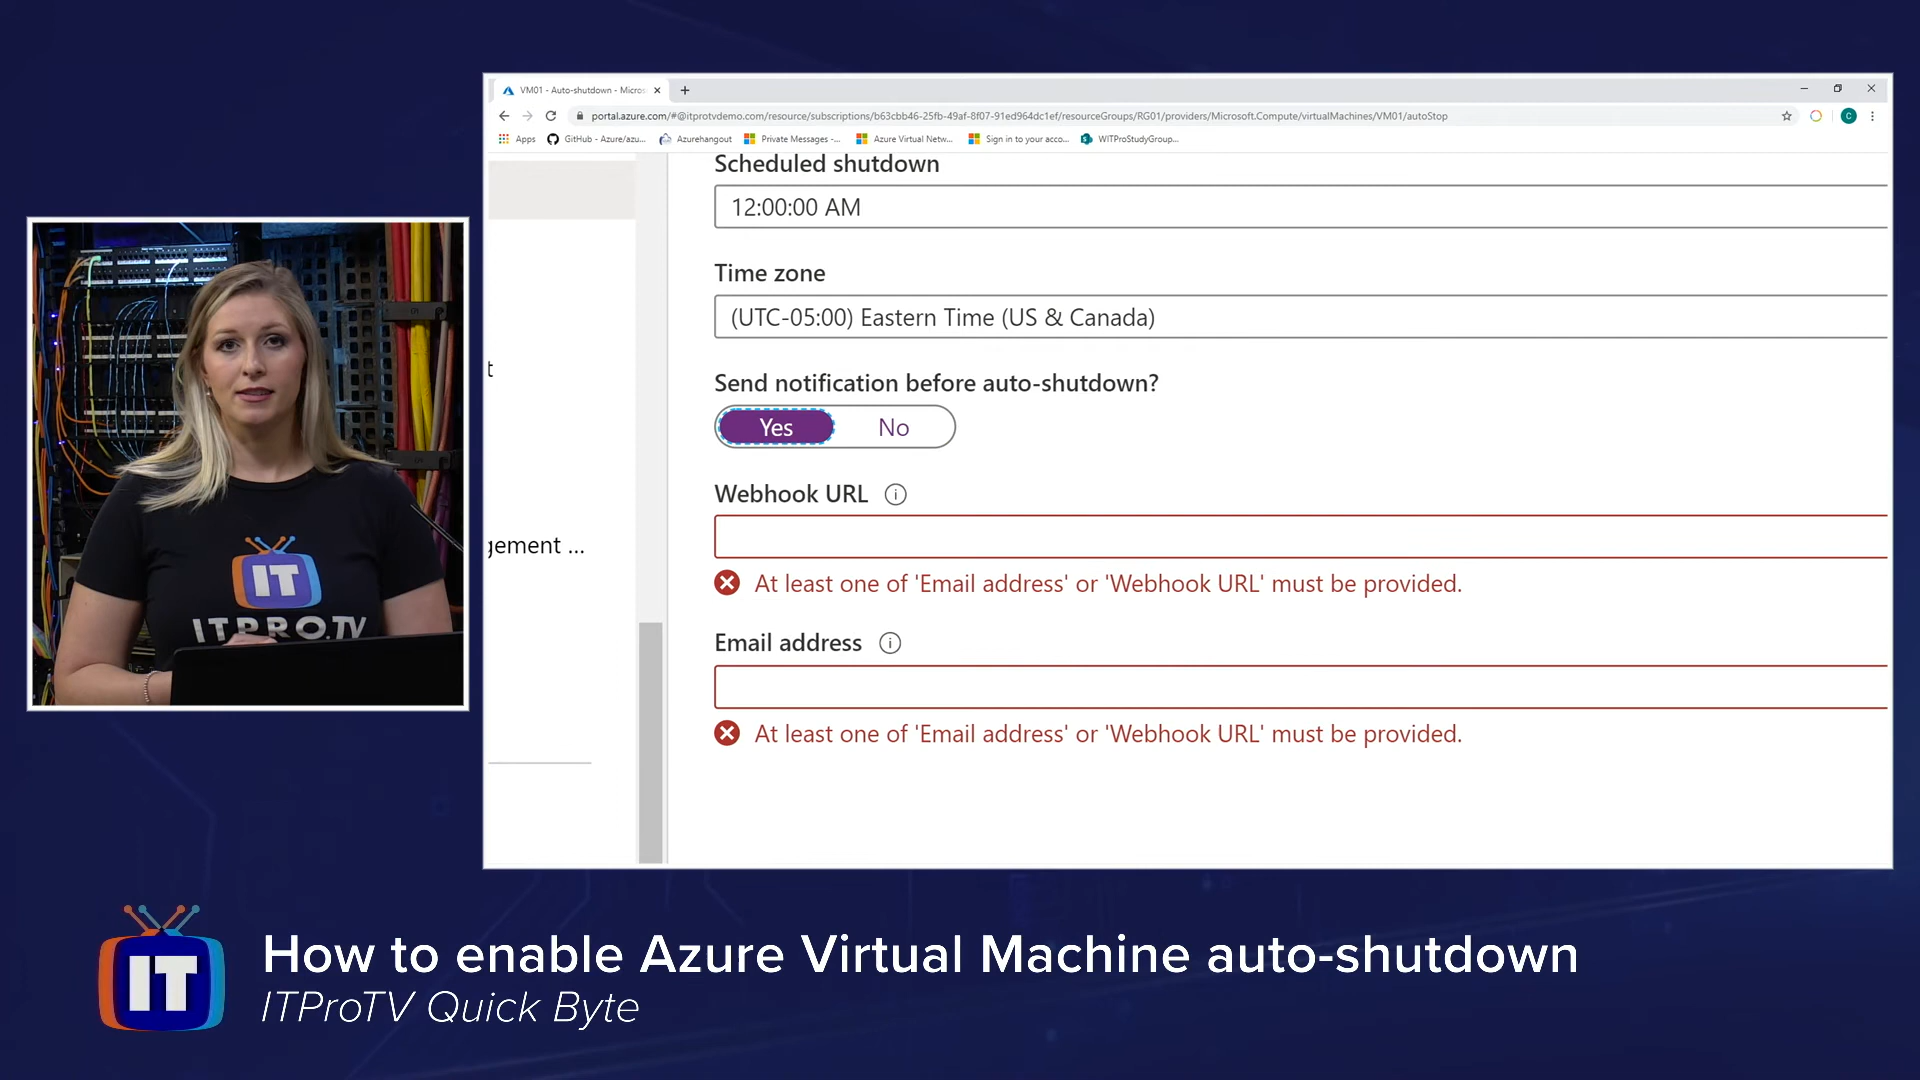 VM01 - Auto-shutdown - Micros
portal.azure.com/#@itprotvdemo.com/resource/subscriptions/b63cbb46-25fb-49af-8f07-91ed964dc1ef/resourceGroups/RG01/providers/Microsoft.Compute/virtualMachines/VM01/autoStop
C
Apps GitHub - Azure/azu... Azurehangout Private Messages -... Azure Virtual Netw... Sign in to your acco... WITProStudyGroup...
Scheduled shutdown
12:00:00 AM
Time zone
(UTC-05:00) Eastern Time (US & Canada)
t
Send notification before auto-shutdown?
Yes No
Webhook URL
gement ...
At least one of 'Email address' or 'Webhook URL' must be provided.
Email address
At least one of 'Email address' or 'Webhook URL' must be provided.
IT
ITPRO.TV
IT
How to enable Azure Virtual Machine auto-shutdown
ITProTV Quick Byte